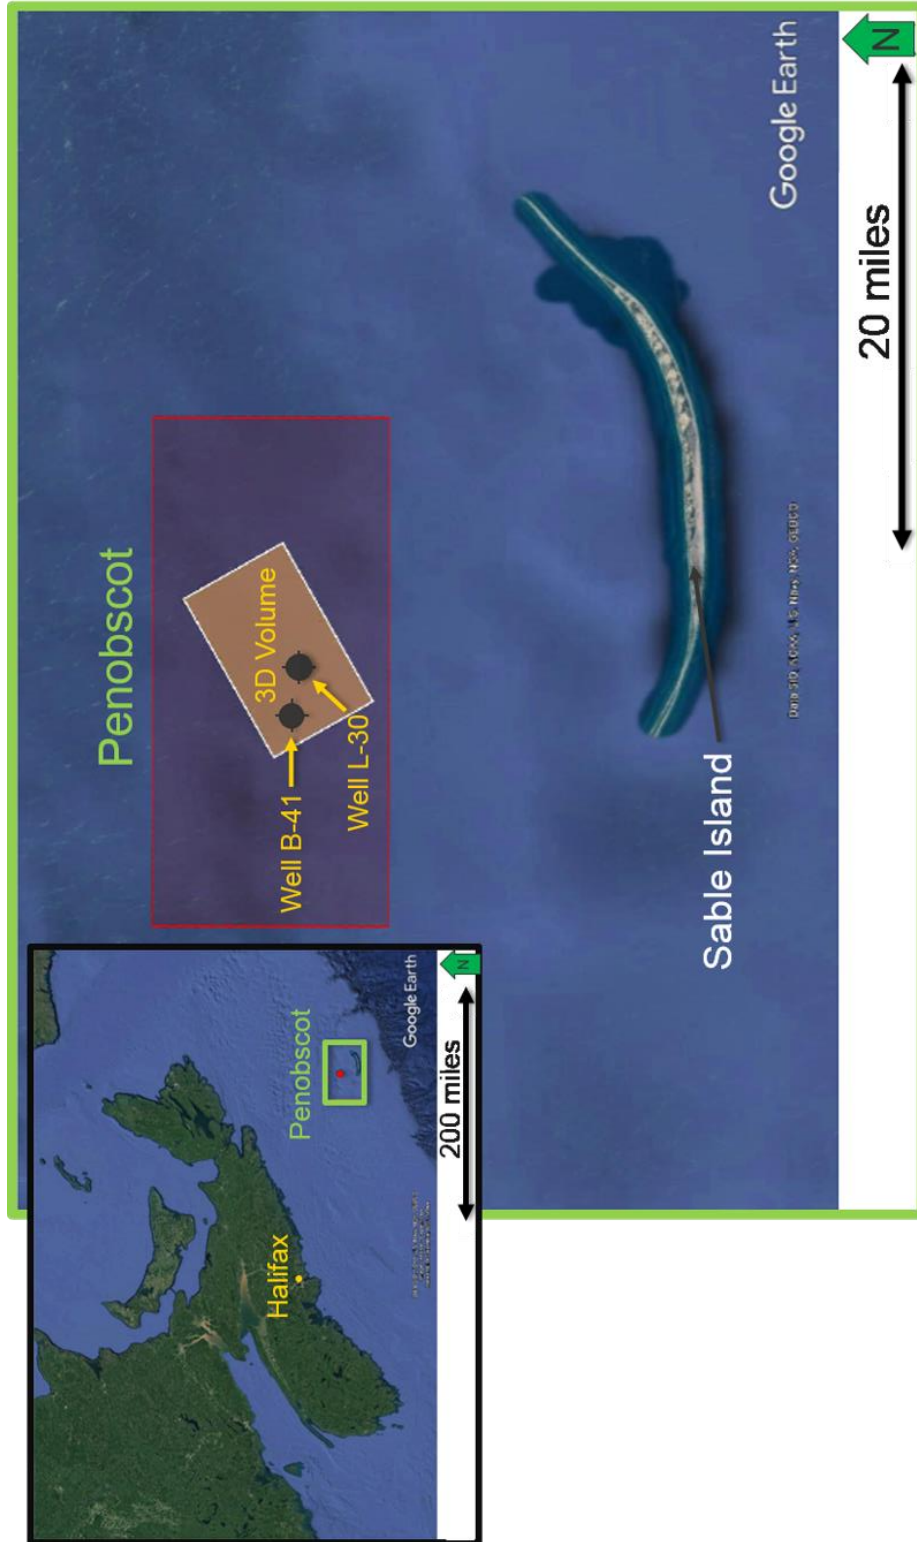 Penobscot
3D Volume
Well B-41
Well L-30
Sable Island
Google Earth
N
20 miles
Penobscot
Halifax
Google Earth
N
200 miles